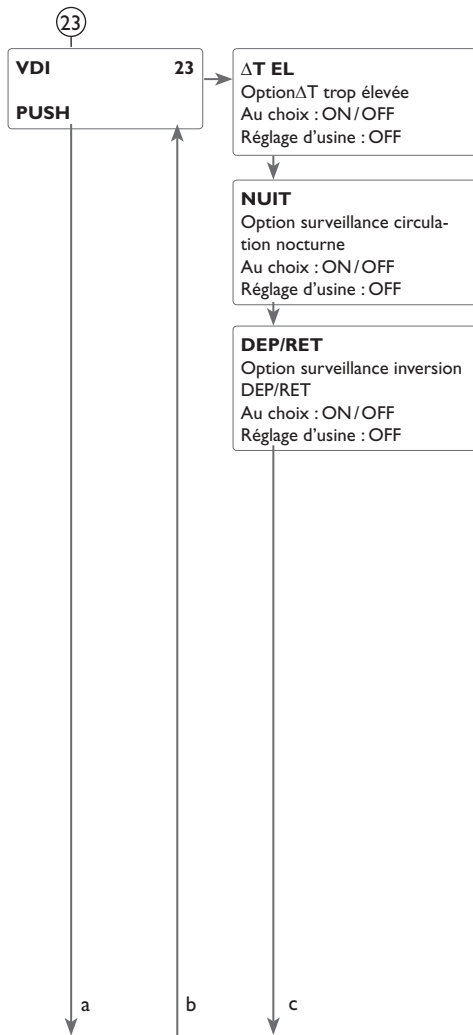 23
VDI 23
PUSH
ΔT EL
OptionΔT trop élevée
Au choix : ON / OFF
Réglage d'usine : OFF
NUIT
Option surveillance circula-
tion nocturne
Au choix : ON / OFF
Réglage d'usine : OFF
DEP/RET
Option surveillance inversion
DEP/RET
Au choix : ON / OFF
Réglage d'usine : OFF
a b c